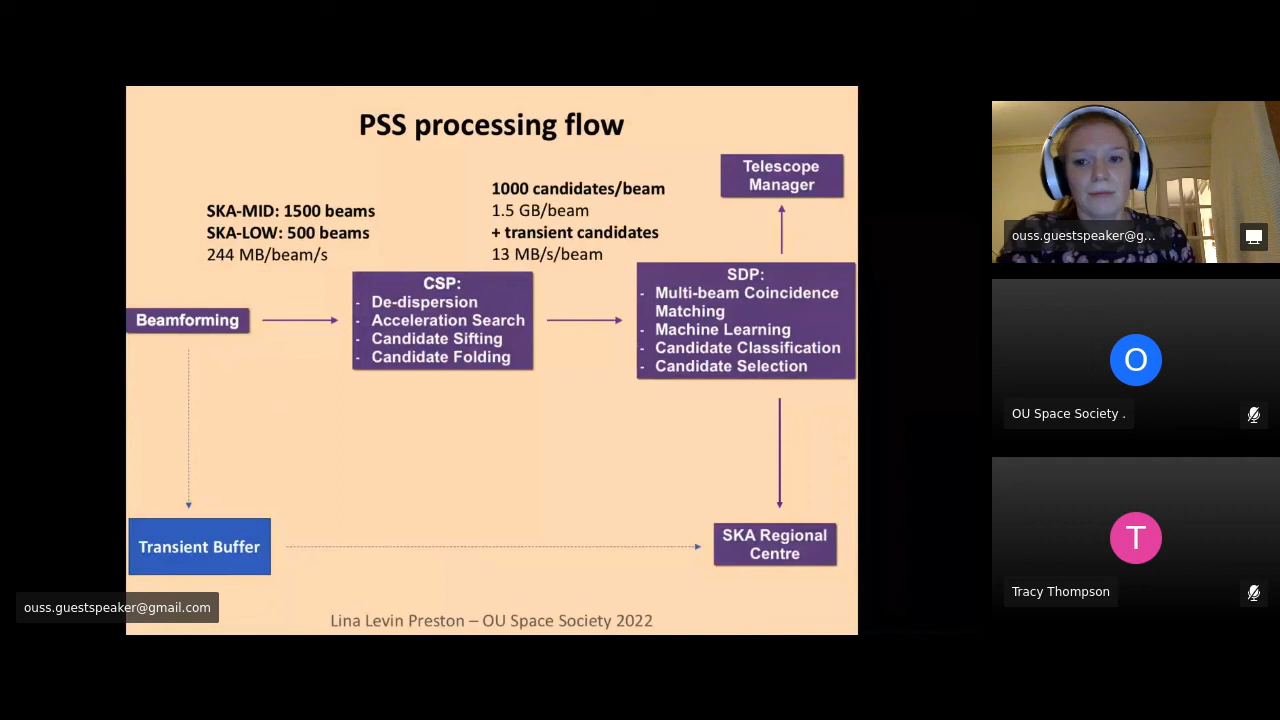 PSS processing flow
Telescope
Manager
SKA-MID: 1500 beams
SKA-LOW: 500 beams
244 MB/beam/s
1000 candidates/beam
1.5 GB/beam
+ transient candidates
13 MB/s/beam
Beamforming
CSP:
- De-dispersion
- Acceleration Search
- Candidate Sifting
- Candidate Folding
SDP:
- Multi-beam Coincidence
Matching
- Machine Learning
- Candidate Classification
- Candidate Selection
Transient Buffer
SKA Regional
Centre
Lina Levin Preston – OU Space Society 2022
ouss.guestspeaker@gmail.com
ouss.guestspeaker@g...
O
OU Space Society .
T
Tracy Thompson